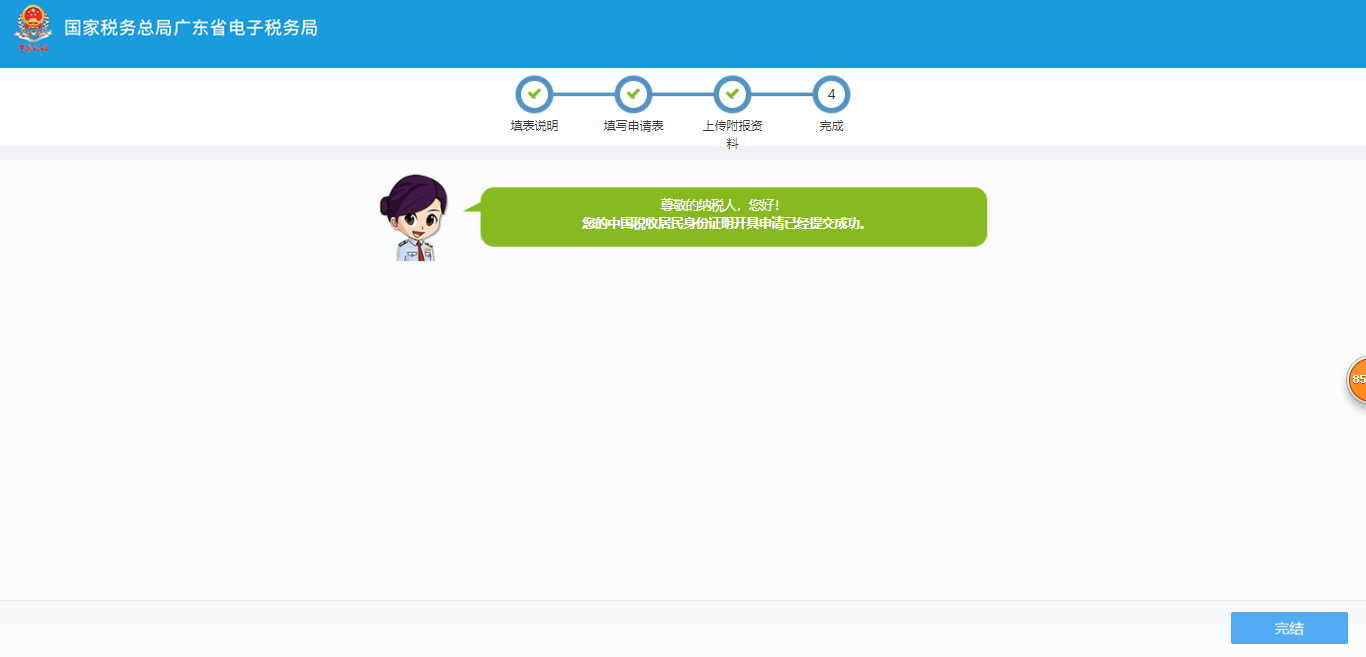 国家税务总局广东省电子税务局
4
填表说明
填写申请表
上传附报资
料
完成
尊敬的纳税人，您好！
您的中国税收居民身份证明开具申请已经提交成功。
85
完结